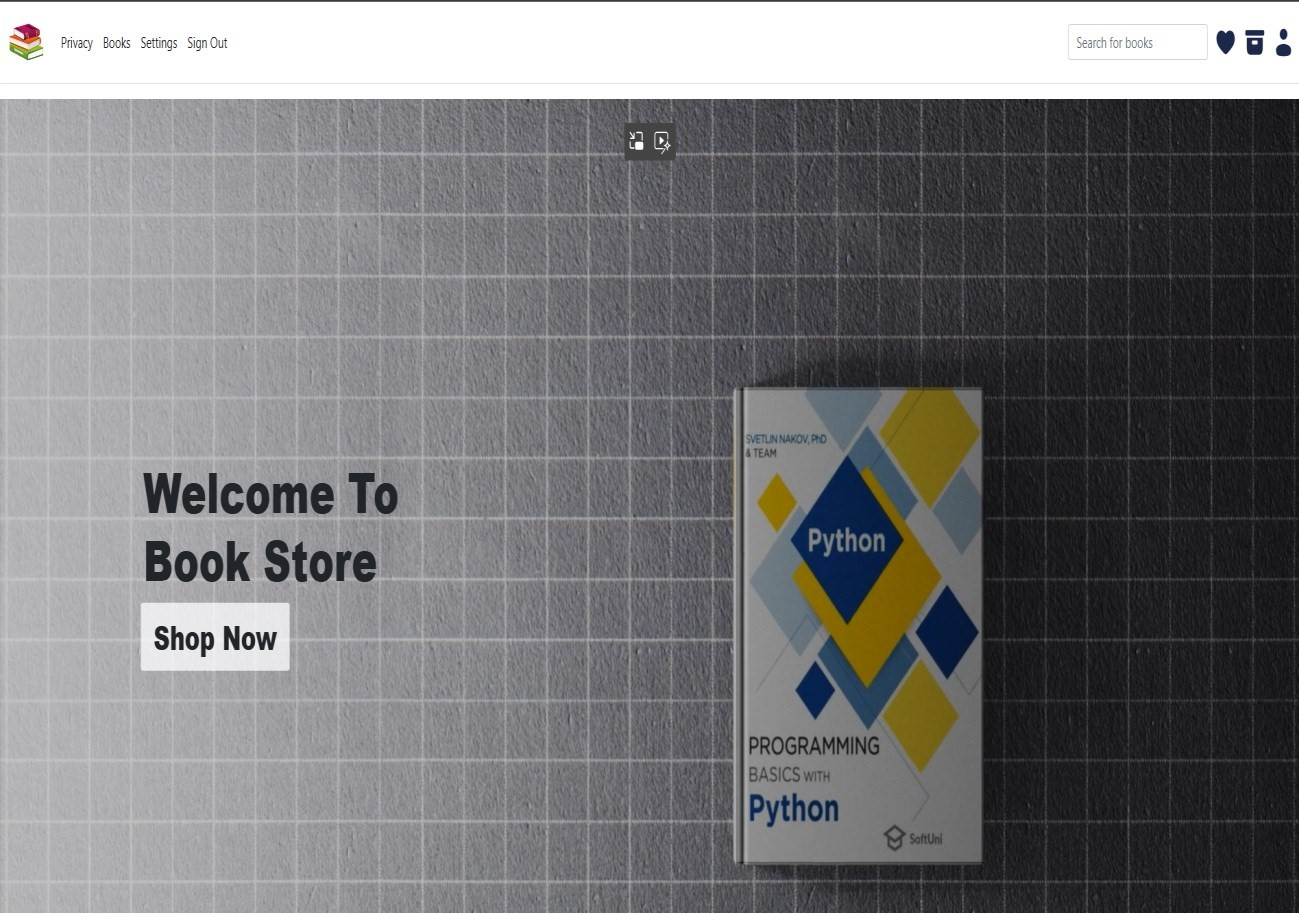 Privacy Books Settings Sign Out
Search for books
Welcome To
Book Store
Shop Now
SVETLIN NAKOV, PhD
& TEAM
Python
PROGRAMMING
BASICS WITH
Python
SoftUni